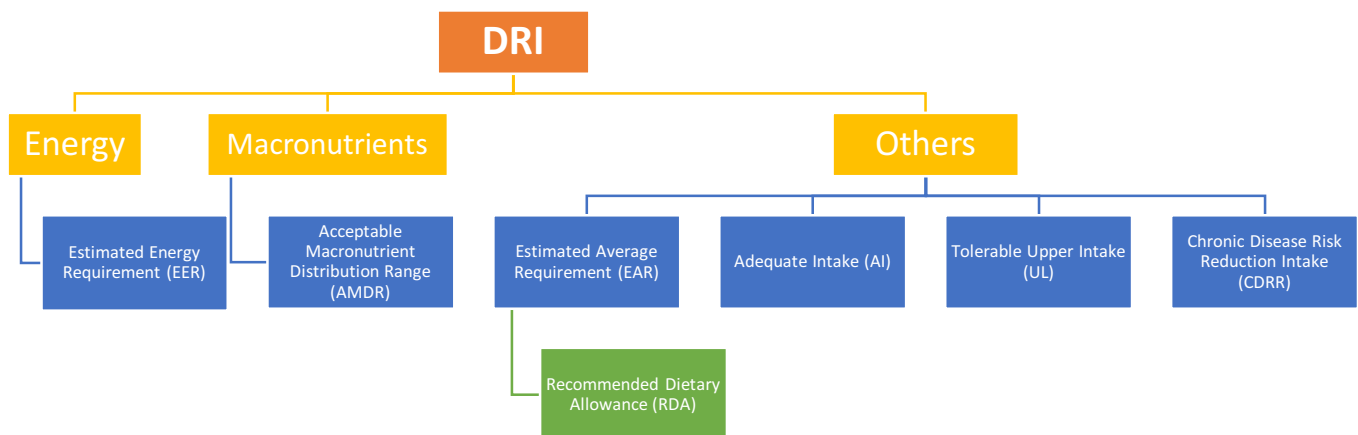 DRI
Energy
Macronutrients
Others
Estimated Energy
Requirement (EER)
Acceptable
Macronutrient
Distribution Range
(AMDR)
Estimated Average
Requirement (EAR)
Adequate Intake (AI)
Tolerable Upper Intake
(UL)
Chronic Disease Risk
Reduction Intake
(CDRR)
Recommended Dietary
Allowance (RDA)